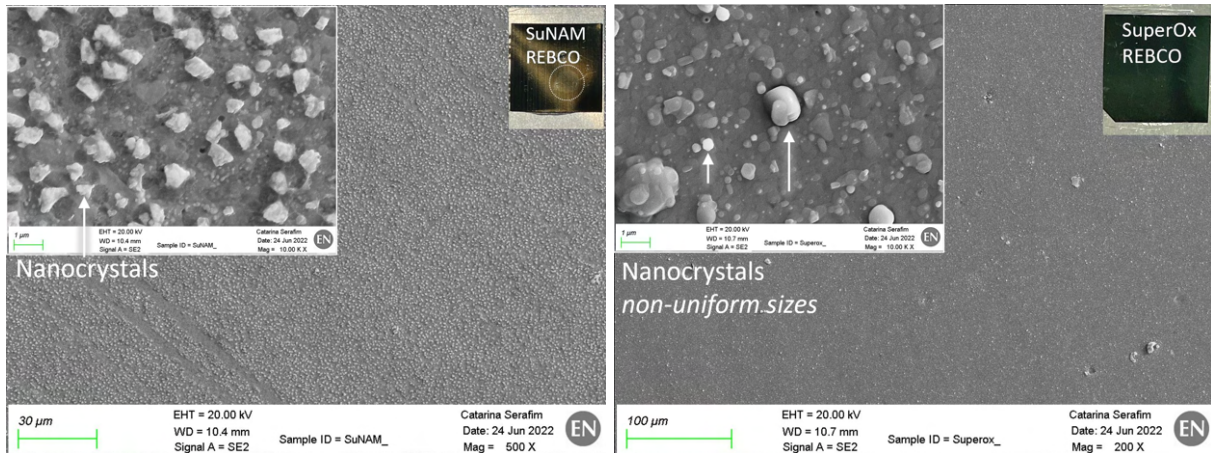 SuNAM
REBCO
1 µm
EHT = 20.00 kV
WD = 10.4 mm
Signal A = SE2
Sample ID = SuNAM_
Catarina Serafim
Date: 24 Jun 2022
Mag = 10.00 K X
EN
Nanocrystals
30 µm
EHT = 20.00 kV
WD = 10.4 mm
Signal A = SE2
Sample ID = SuNAM_
Catarina Serafim
Date: 24 Jun 2022
Mag = 500 X
EN
SuperOx
REBCO
1 µm
EHT = 20.00 kV
WD = 10.7 mm
Signal A = SE2
Sample ID = Superox_
Catarina Serafim
Date: 24 Jun 2022
Mag = 10.00 K X
EN
Nanocrystals
non-uniform sizes
100 µm
EHT = 20.00 kV
WD = 10.7 mm
Signal A = SE2
Sample ID = Superox_
Catarina Serafim
Date: 24 Jun 2022
Mag = 200 X
EN